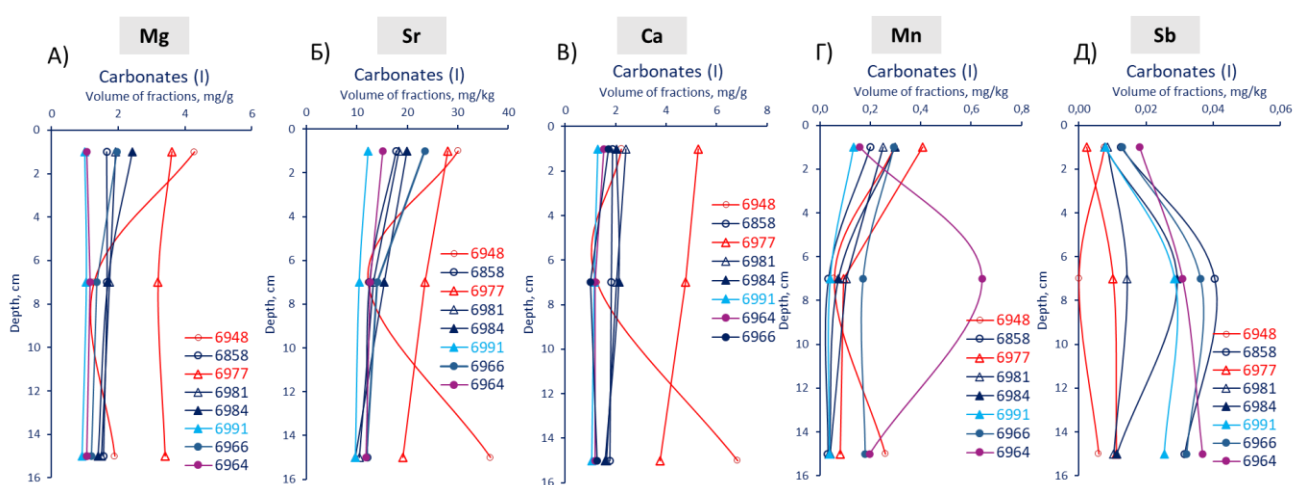 А)
Mg
Carbonates (I)
Volume of fractions, mg/g
0 2 4 6
Depth, cm
0
2
4
6
8
10
12
14
16
6948
6858
6977
6981
6984
6991
6966
6964
Б)
Sr
Carbonates (I)
Volume of fractions, mg/kg
0 10 20 30 40
Depth, cm
0
2
4
6
8
10
12
14
16
6948
6858
6977
6981
6984
6991
6966
6964
В)
Ca
Carbonates (I)
Volume of fractions, mg/g
0 2 4 6 8
Depth, cm
0
2
4
6
8
10
12
14
16
6948
6858
6977
6981
6984
6991
6964
6966
Г)
Mn
Carbonates (I)
Volume of fractions, mg/kg
0,0 0,2 0,4 0,6 0,8
Depth, cm
0
2
4
6
8
10
12
14
16
6948
6858
6977
6981
6984
6991
6966
6964
Д)
Sb
Carbonates (I)
Volume of fractions, mg/kg
0,00 0,02 0,04 0,06
Depth, cm
0
2
4
6
8
10
12
14
16
6948
6858
6977
6981
6984
6991
6966
6964